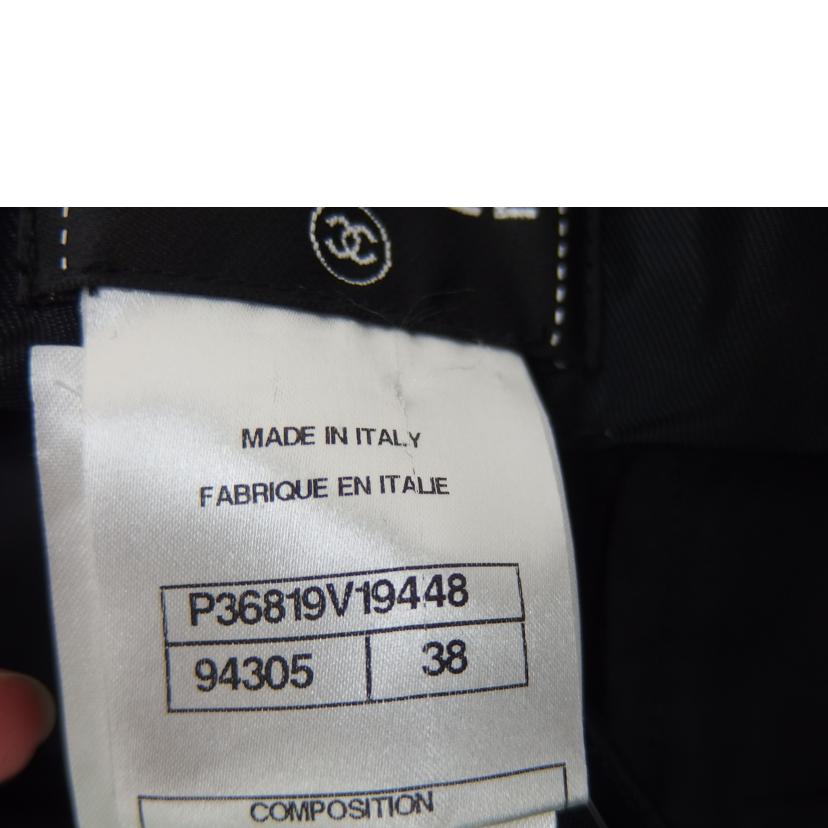 MADE IN ITALY
FABRIQUE EN ITALIE
P36819V19448
94305 38
COMPOSITION